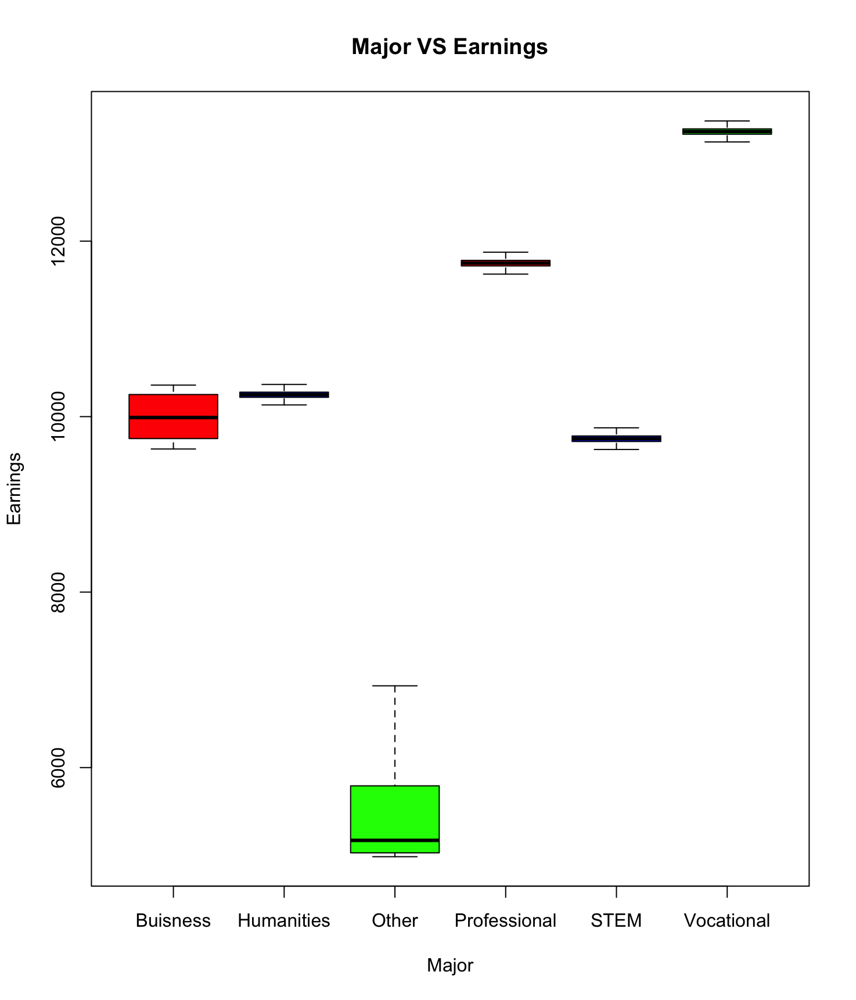 Major VS Earnings
12000
10000
8000
6000
Earnings
Buisness Humanities Other Professional STEM Vocational
Major